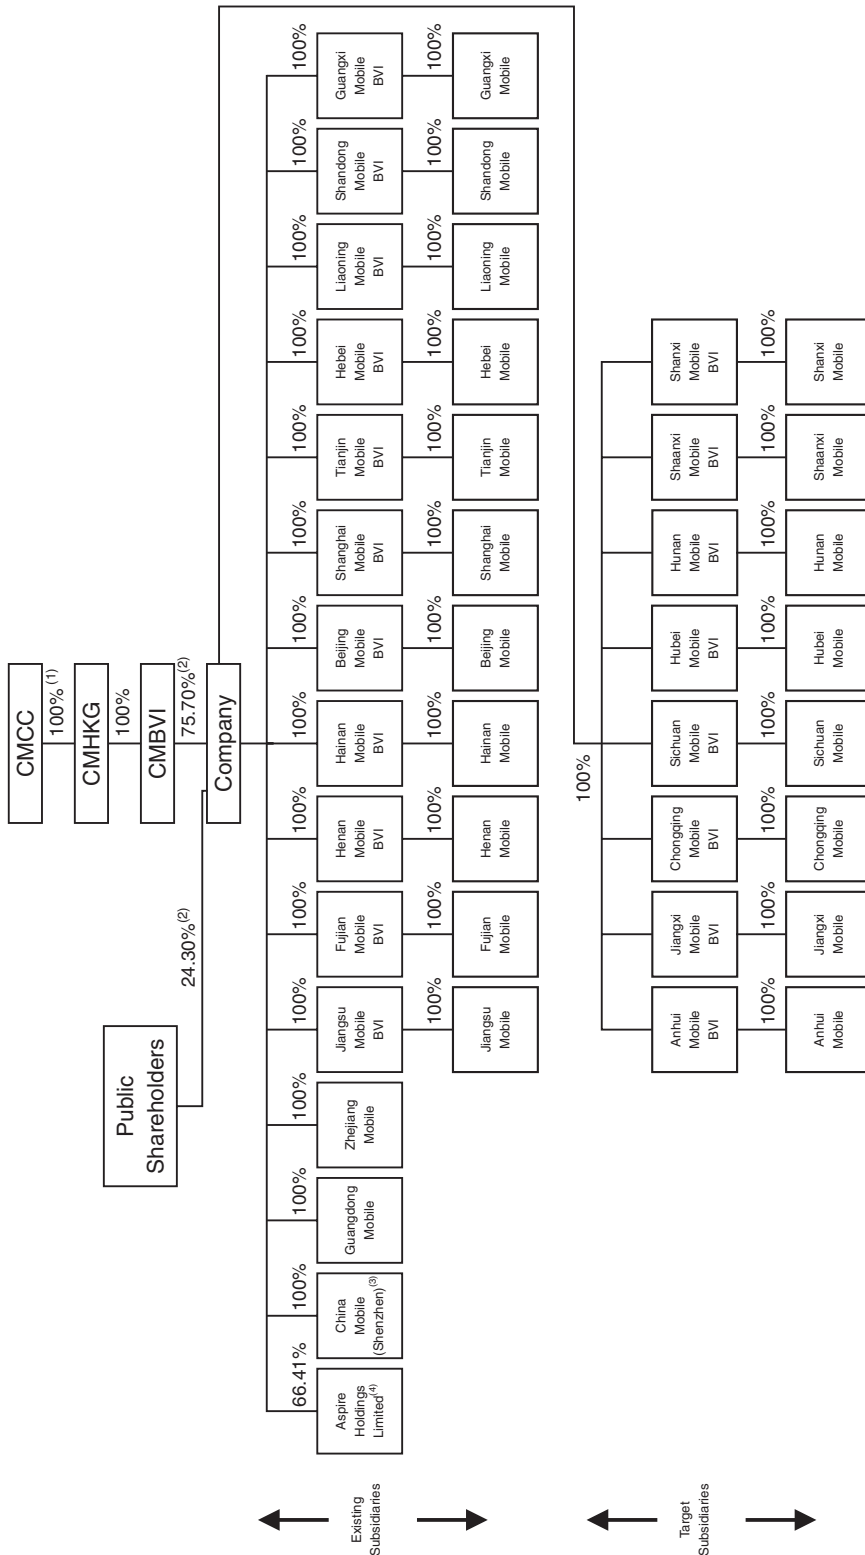 CMCC
100% (1)
CMHKG
100%
CMBVI
75.70%(2)
Public
Shareholders
24.30%(2)
Company
Existing
Subsidiaries
66.41%
Aspire
Holdings
Limited(4)
100%
China
Mobile
(Shenzhen)(3)
100%
Guangdong
Mobile
100%
Zhejiang
Mobile
100%
Jiangsu
Mobile
BVI
100%
Jiangsu
Mobile
100%
Fujian
Mobile
BVI
100%
Fujian
Mobile
100%
Henan
Mobile
BVI
100%
Henan
Mobile
100%
Hainan
Mobile
BVI
100%
Hainan
Mobile
100%
Beijing
Mobile
BVI
100%
Beijing
Mobile
100%
Shanghai
Mobile
BVI
100%
Shanghai
Mobile
100%
Tianjin
Mobile
BVI
100%
Tianjin
Mobile
100%
Hebei
Mobile
BVI
100%
Hebei
Mobile
100%
Liaoning
Mobile
BVI
100%
Liaoning
Mobile
100%
Shandong
Mobile
BVI
100%
Shandong
Mobile
100%
Guangxi
Mobile
BVI
100%
Guangxi
Mobile
Target
Subsidiaries
100%
Anhui
Mobile
BVI
100%
Anhui
Mobile
Jiangxi
Mobile
BVI
100%
Jiangxi
Mobile
Chongqing
Mobile
BVI
100%
Chongqing
Mobile
Sichuan
Mobile
BVI
100%
Sichuan
Mobile
Hubei
Mobile
BVI
100%
Hubei
Mobile
Hunan
Mobile
BVI
100%
Hunan
Mobile
Shaanxi
Mobile
BVI
100%
Shaanxi
Mobile
Shanxi
Mobile
BVI
100%
Shanxi
Mobile